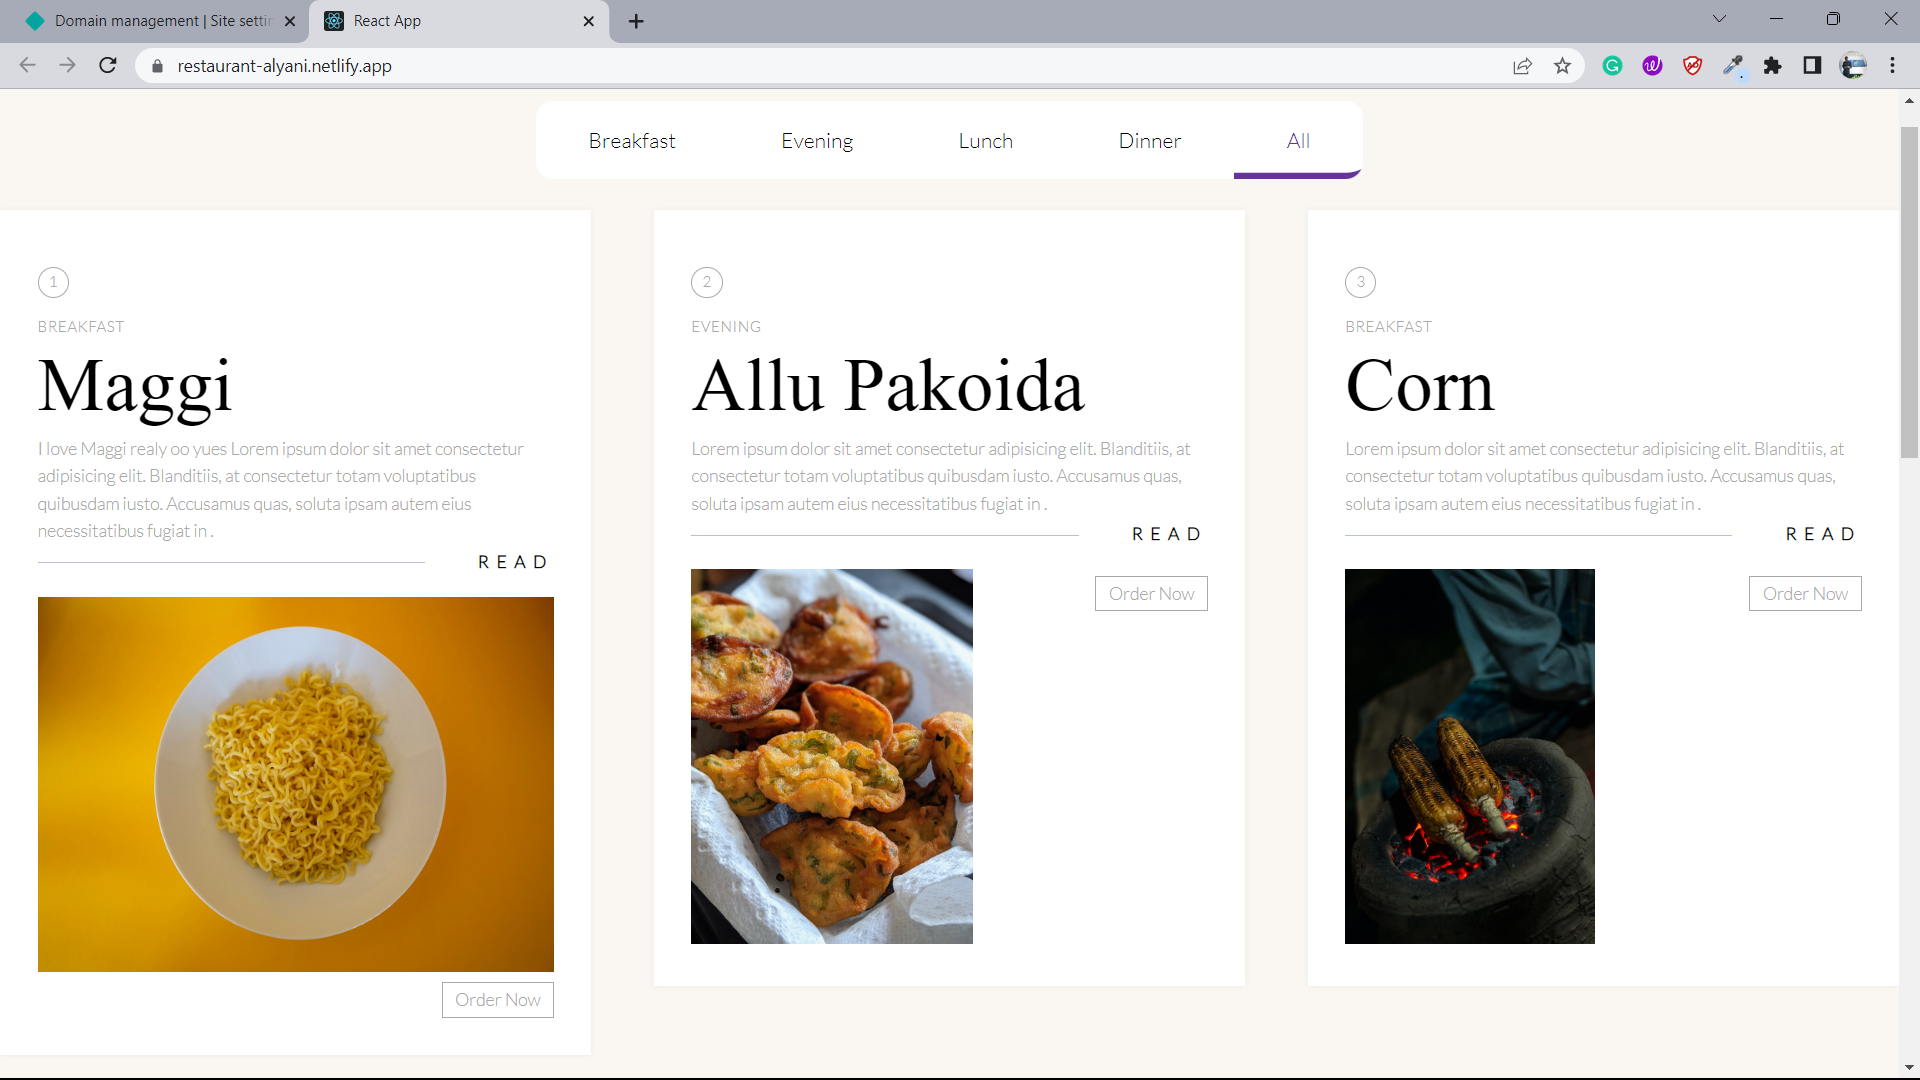 Domain management | Site settin
React App
restaurant-alyani.netlify.app
Breakfast
Evening
Lunch
Dinner
All
1
BREAKFAST
Maggi
I love Maggi realy oo yues Lorem ipsum dolor sit amet consectetur
adipisicing elit. Blanditiis, at consectetur totam voluptatibus
quibusdam iusto. Accusamus quas, soluta ipsam autem eius
necessitatibus fugiat in .
READ
Order Now
2
EVENING
Allu Pakoida
Lorem ipsum dolor sit amet consectetur adipisicing elit. Blanditiis, at
consectetur totam voluptatibus quibusdam iusto. Accusamus quas,
soluta ipsam autem eius necessitatibus fugiat in .
READ
Order Now
3
BREAKFAST
Corn
Lorem ipsum dolor sit amet consectetur adipisicing elit. Blanditiis, at
consectetur totam voluptatibus quibusdam iusto. Accusamus quas,
soluta ipsam autem eius necessitatibus fugiat in .
READ
Order Now